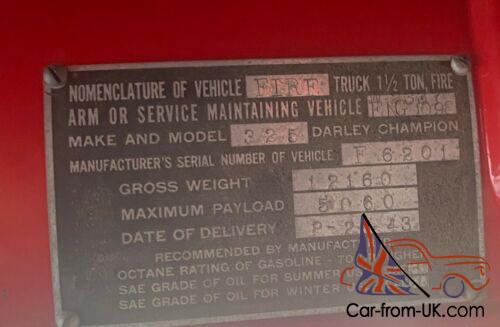 NOMENCLATURE OF VEHICLE FIRE TRUCK 1½ TON, FIRE
ARM OR SERVICE MAINTAINING VEHICLE
MAKE AND MODEL 325 DARLEY CHAMPION
MANUFACTURER'S SERIAL NUMBER OF VEHICLE F 6201
GROSS WEIGHT 12160
MAXIMUM PAYLOAD 5060
DATE OF DELIVERY
RECOMMENDED BY
OCTANE RATING OF GASOLINE -
SAE GRADE OF OIL FOR SUMMER
SAE GRADE OF OIL FOR WINTER
Car-from-UK.com